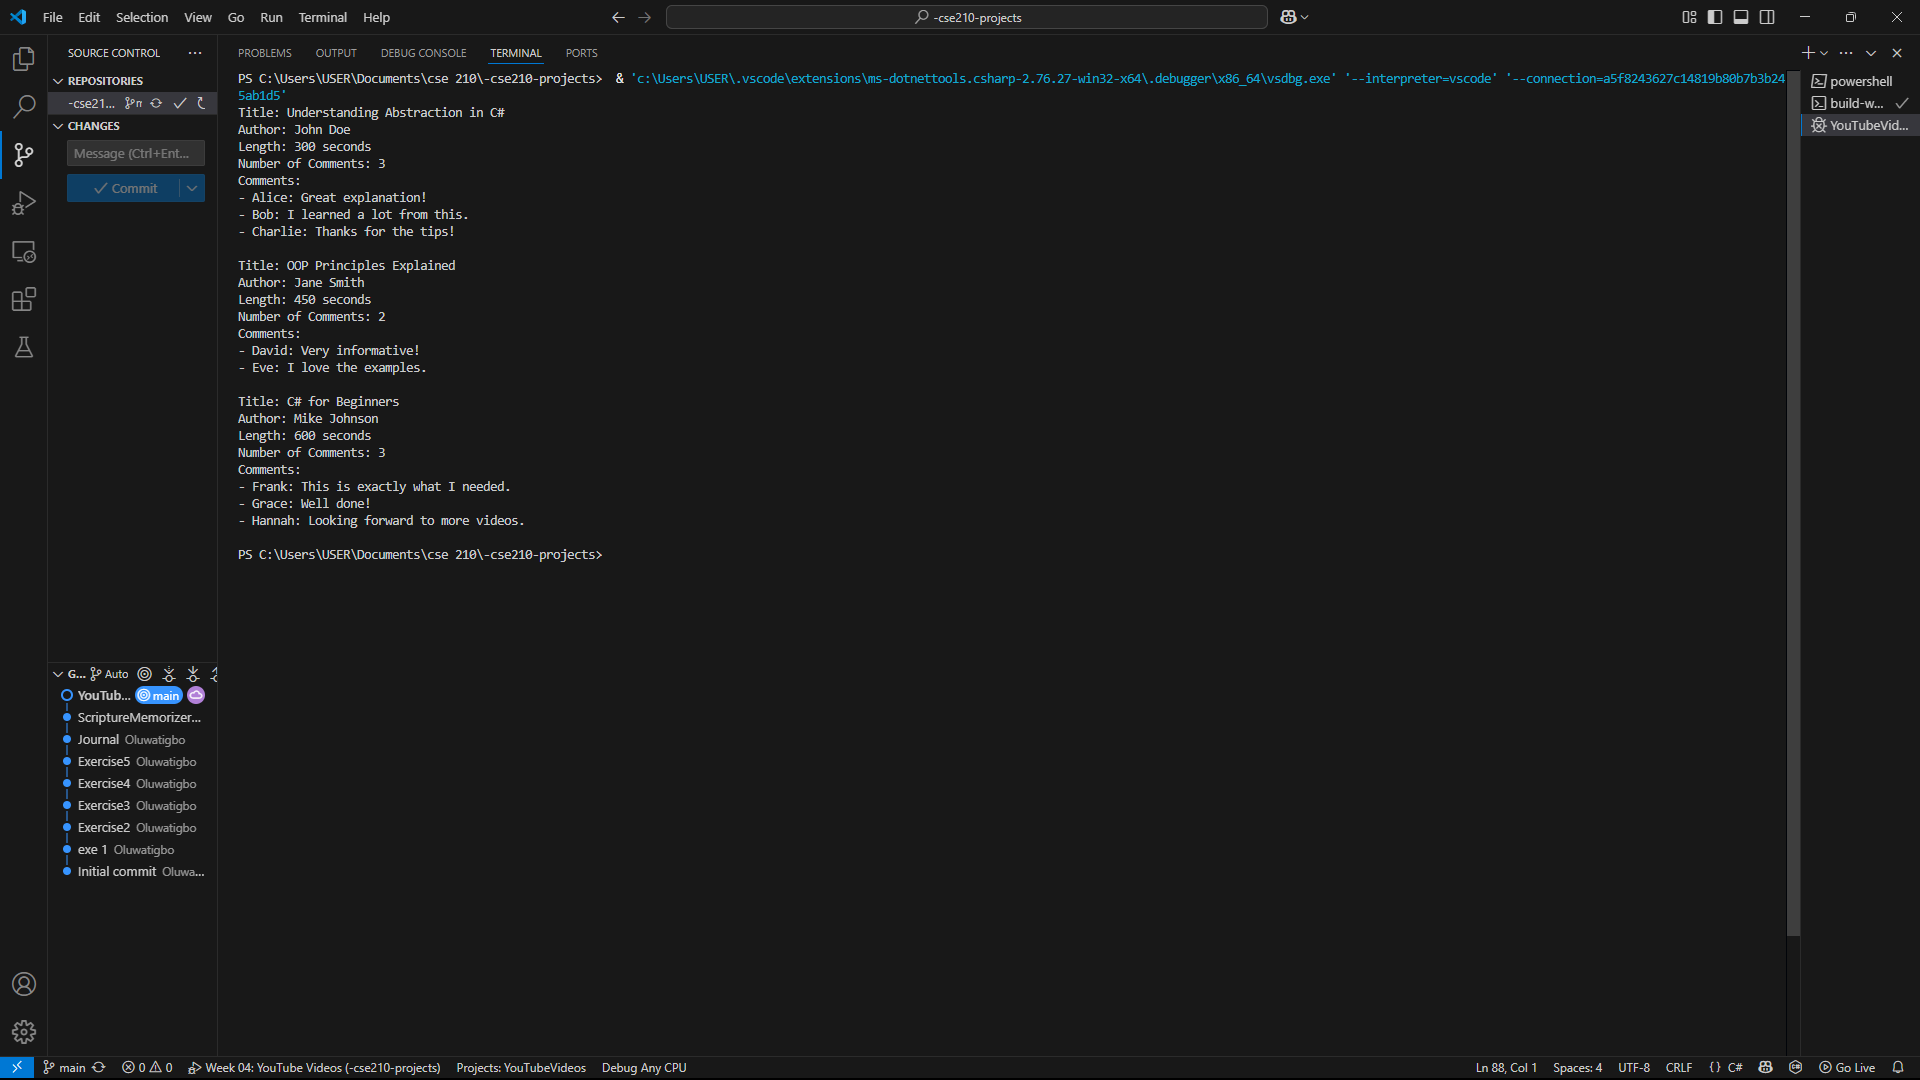 File Edit Selection View Go Run Terminal Help
-cse210-projects
SOURCE CONTROL
REPOSITORIES
-cse21...
CHANGES
Message (Ctrl+Ent...
Commit
PROBLEMS OUTPUT DEBUG CONSOLE TERMINAL PORTS
PS C:\Users\USER\Documents\cse 210\-cse210-projects> & 'c:\Users\USER\.vscode\extensions\ms-dotnettools.csharp-2.76.27-win32-x64\.debugger\x86_64\vsdbg.exe' '--interpreter=vscode' '--connection=a5f8243627c14819b80b7b3b24
5ab1d5'
Title: Understanding Abstraction in C#
Author: John Doe
Length: 300 seconds
Number of Comments: 3
Comments:
- Alice: Great explanation!
- Bob: I learned a lot from this.
- Charlie: Thanks for the tips!
Title: OOP Principles Explained
Author: Jane Smith
Length: 450 seconds
Number of Comments: 2
Comments:
- David: Very informative!
- Eve: I love the examples.
Title: C# for Beginners
Author: Mike Johnson
Length: 600 seconds
Number of Comments: 3
Comments:
- Frank: This is exactly what I needed.
- Grace: Well done!
- Hannah: Looking forward to more videos.
PS C:\Users\USER\Documents\cse 210\-cse210-projects>
powershell
build-w...
YouTubeVid...
G... Auto
YouTub... main
ScriptureMemorizer...
Journal Oluwatigbo
Exercise5 Oluwatigbo
Exercise4 Oluwatigbo
Exercise3 Oluwatigbo
Exercise2 Oluwatigbo
exe 1 Oluwatigbo
Initial commit Oluwa...
main 0 0 Week 04: YouTube Videos (-cse210-projects) Projects: YouTubeVideos Debug Any CPU Ln 88, Col 1 Spaces: 4 UTF-8 CRLF {} C# Go Live